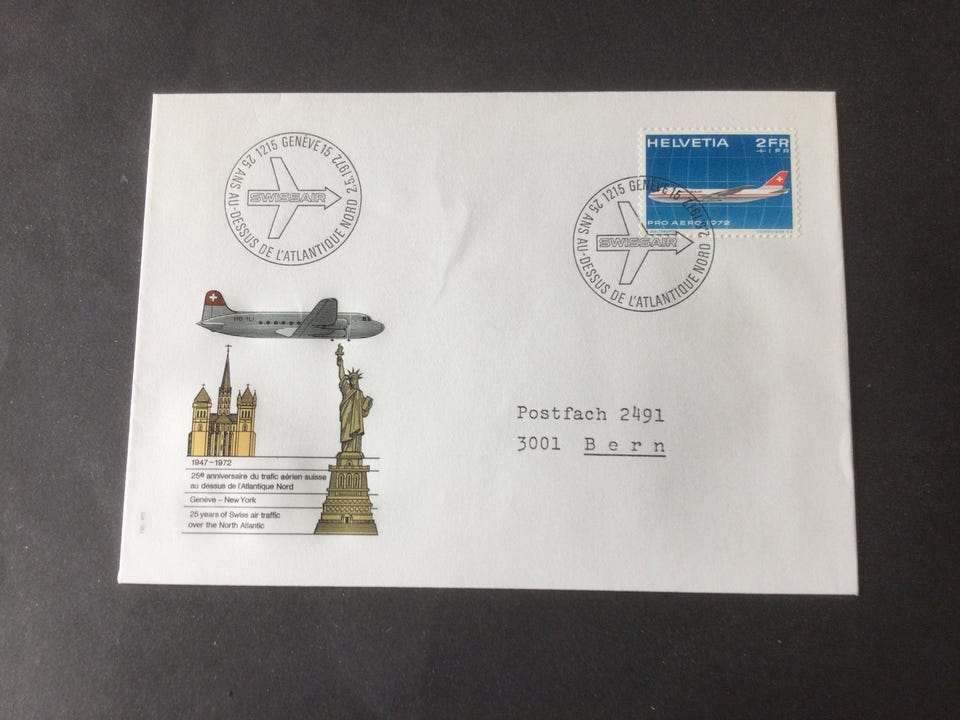 25 ANS AU-DESSUS DE L'ATLANTIQUE NORD
1215 GENÈVE 15 2.5.1972
SWISSAIR
HELVETIA 2FR
+1FR
PRO AERO 1972
25 ANS AU-DESSUS DE L'ATLANTIQUE NORD
1215 GENÈVE 15 2.5.1972
SWISSAIR
Postfach 2491
3001 Bern
1947–1972
25e anniversaire du trafic aérien suisse
au dessus de l'Atlantique Nord
Genève – New York
25 years of Swiss air traffic
over the North Atlantic